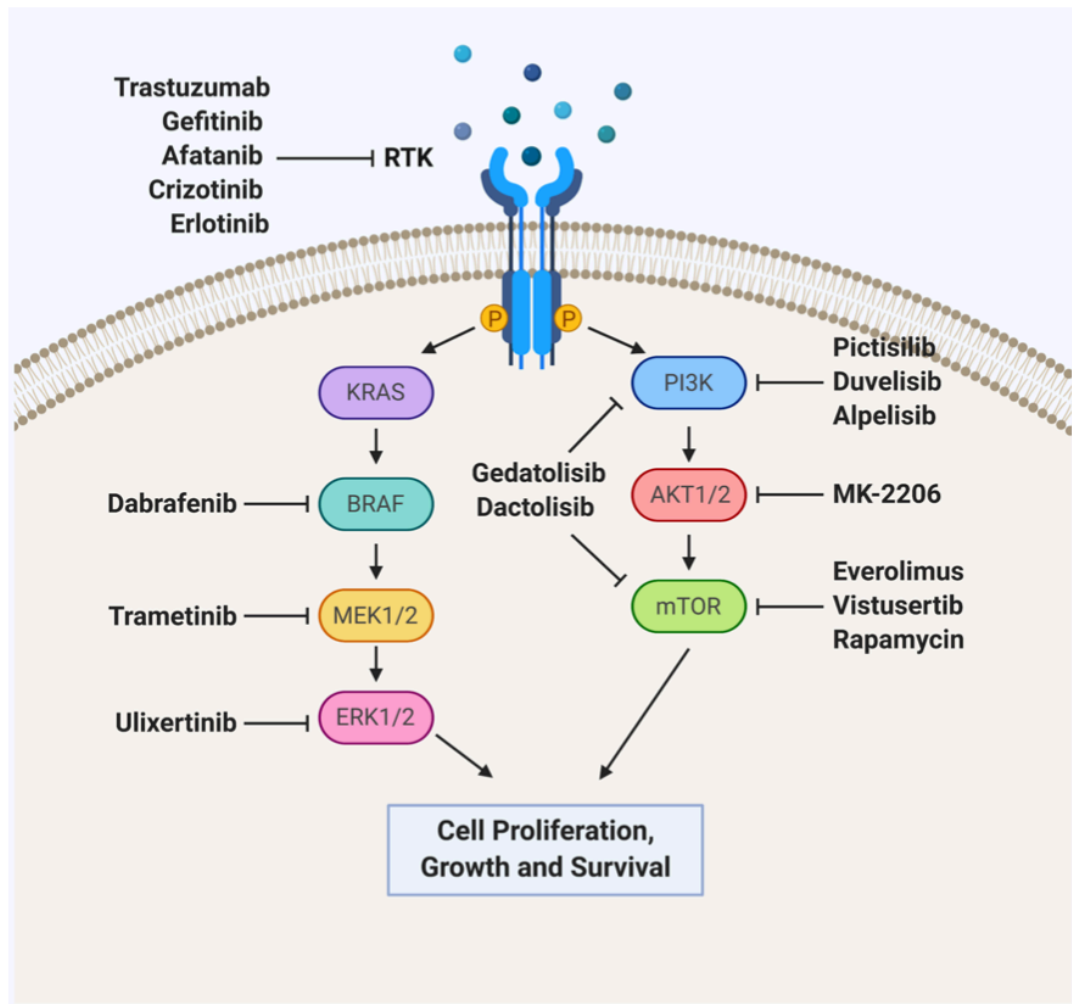 Trastuzumab
Gefitinib
Afatanib
Crizotinib
Erlotinib
RTK
P
P
KRAS
BRAF
MEK1/2
ERK1/2
Dabrafenib
Trametinib
Ulixertinib
Gedatolisib
Dactolisib
PI3K
AKT1/2
mTOR
Pictisilib
Duvelisib
Alpelisib
MK-2206
Everolimus
Vistusertib
Rapamycin
Cell Proliferation,
Growth and Survival